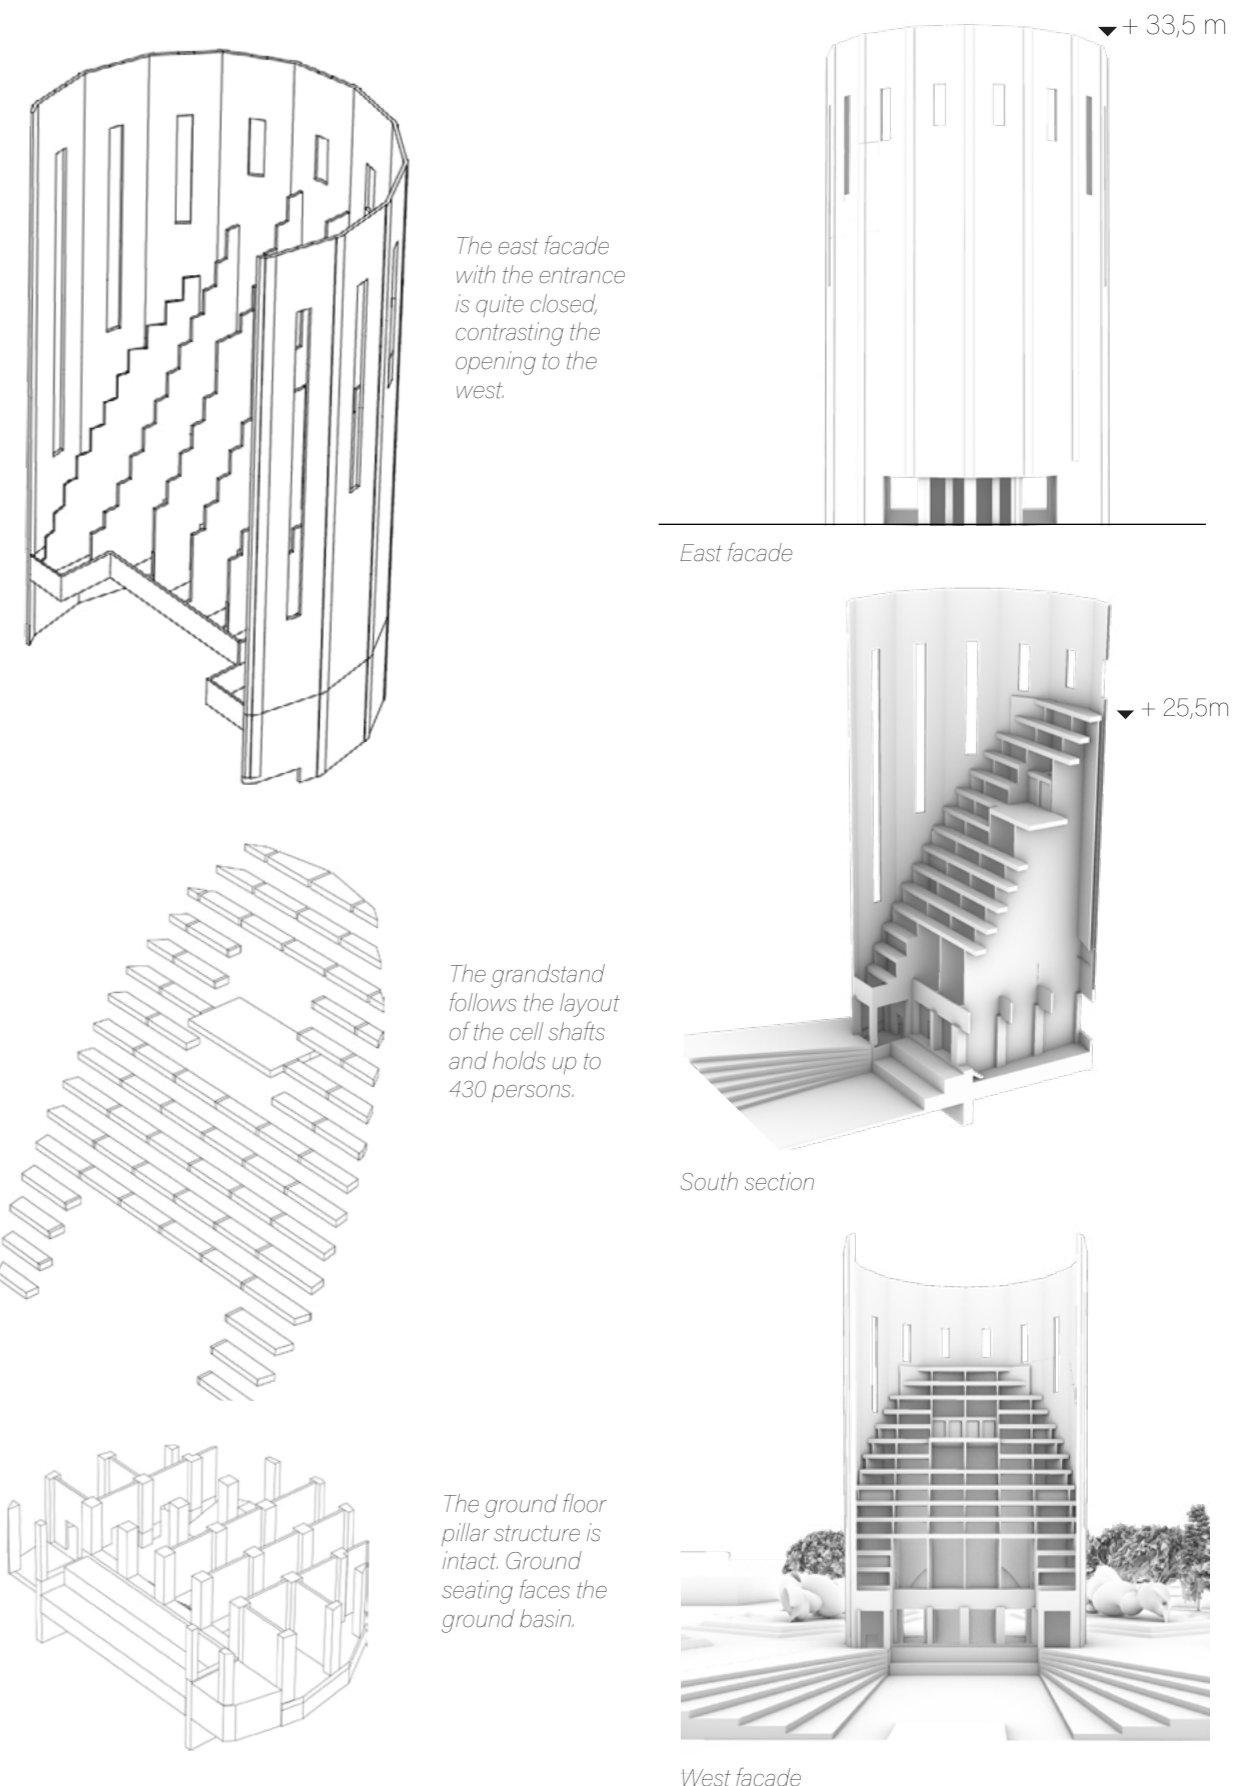 + 33,5 m
The east facade
with the entrance
is quite closed,
contrasting the
opening to the
west.
East facade
+ 25,5m
The grandstand
follows the layout
of the cell shafts
and holds up to
430 persons.
South section
The ground floor
pillar structure is
intact. Ground
seating faces the
ground basin.
West facade